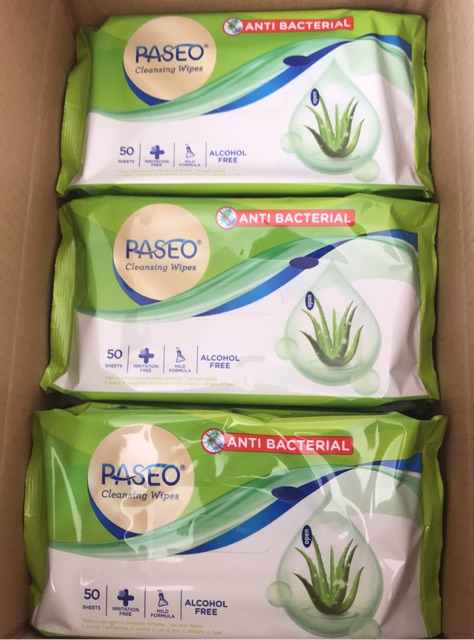 ANTI BACTERIAL
PASEO®
Cleansing Wipes
open
50
SHEETS
IRRITATION
FREE
MILD
FORMULA
ALCOHOL
FREE
ANTI BACTERIAL
PASEO®
Cleansing Wipes
open
50
SHEETS
IRRITATION
FREE
MILD
FORMULA
ALCOHOL
FREE
ANTI BACTERIAL
PASEO®
Cleansing Wipes
open
50
SHEETS
IRRITATION
FREE
MILD
FORMULA
ALCOHOL
FREE